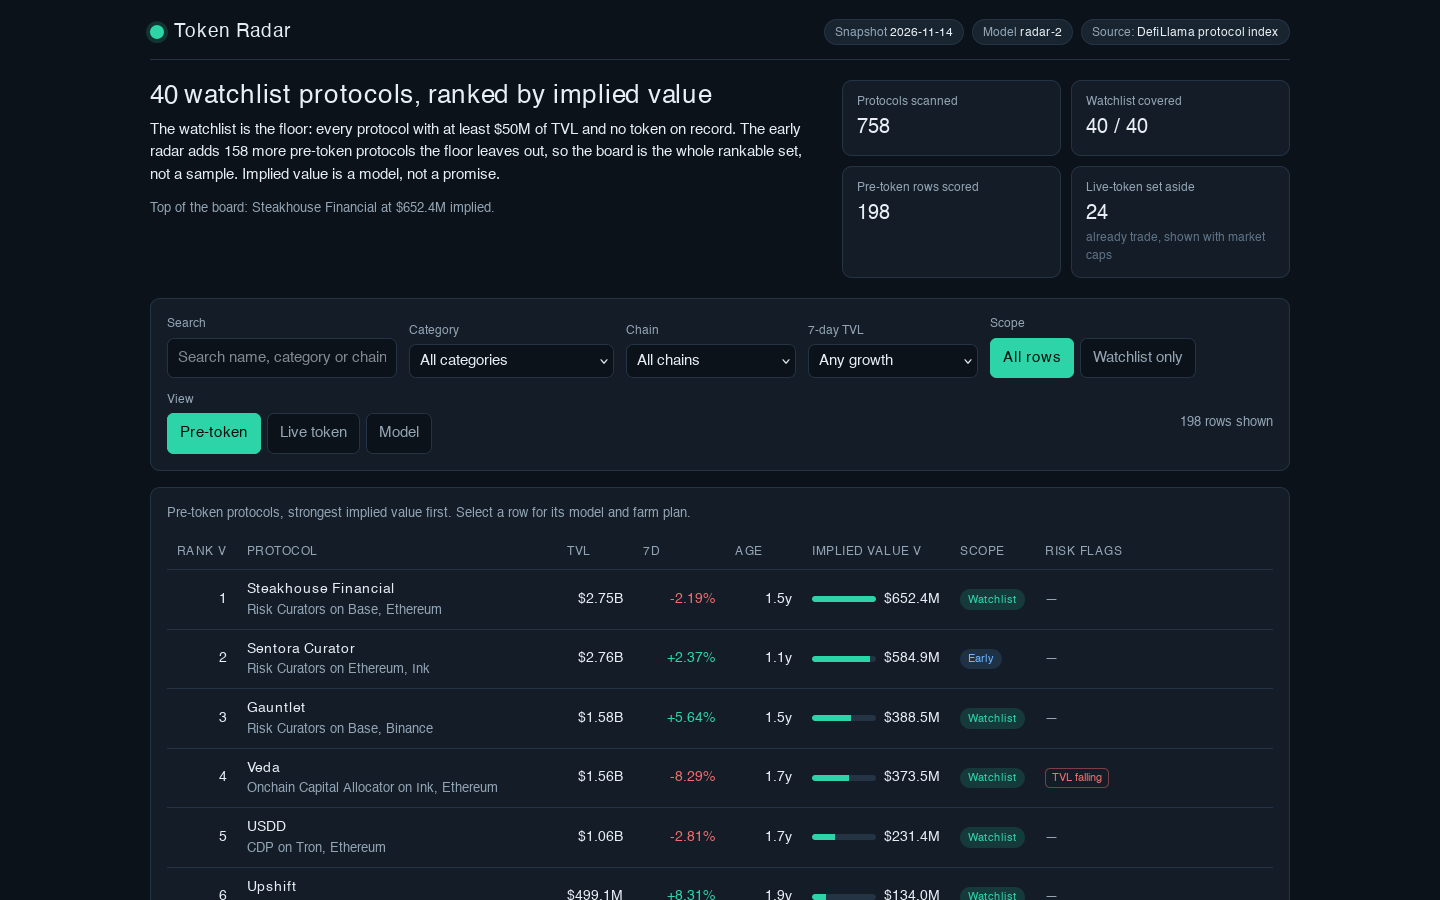 Token Radar
Snapshot 2026-11-14
Model radar-2
Source: DefiLlama protocol index
40 watchlist protocols, ranked by implied value
The watchlist is the floor: every protocol with at least $50M of TVL and no token on record. The early
radar adds 158 more pre-token protocols the floor leaves out, so the board is the whole rankable set,
not a sample. Implied value is a model, not a promise.
Top of the board: Steakhouse Financial at $652.4M implied.
Protocols scanned
758
Watchlist covered
40 / 40
Pre-token rows scored
198
Live-token set aside
24
already trade, shown with market
caps
Search
Search name, category or chain
Category
All categories
Chain
All chains
7-day TVL
Any growth
Scope
All rows
Watchlist only
View
Pre-token
Live token
Model
198 rows shown
Pre-token protocols, strongest implied value first. Select a row for its model and farm plan.
RANK V PROTOCOL TVL 7D AGE IMPLIED VALUE V SCOPE RISK FLAGS
1 Steakhouse Financial $2.75B -2.19% 1.5y $652.4M Watchlist —
Risk Curators on Base, Ethereum
2 Sentora Curator $2.76B +2.37% 1.1y $584.9M Early —
Risk Curators on Ethereum, Ink
3 Gauntlet $1.58B +5.64% 1.5y $388.5M Watchlist —
Risk Curators on Base, Binance
4 Veda $1.56B -8.29% 1.7y $373.5M Watchlist TVL falling
Onchain Capital Allocator on Ink, Ethereum
5 USDD $1.06B -2.81% 1.7y $231.4M Watchlist —
CDP on Tron, Ethereum
6 Upshift $499.1M +8.31% 1.9y $134.0M Watchlist —